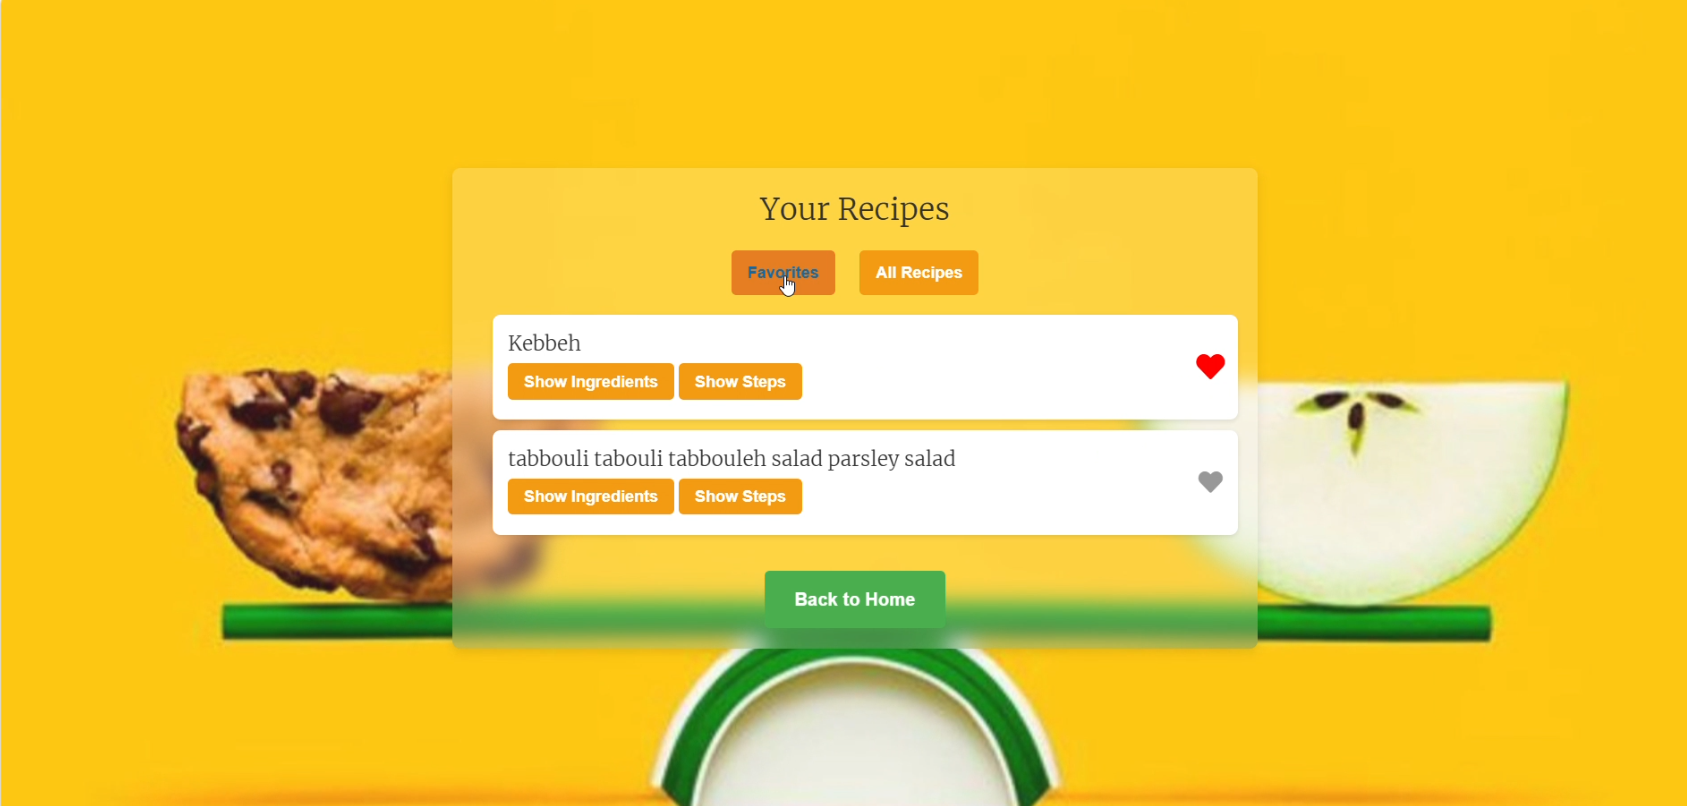 Your Recipes
Favorites All Recipes
Kebbeh
Show Ingredients Show Steps
tabbouli tabouli tabbouleh salad parsley salad
Show Ingredients Show Steps
Back to Home